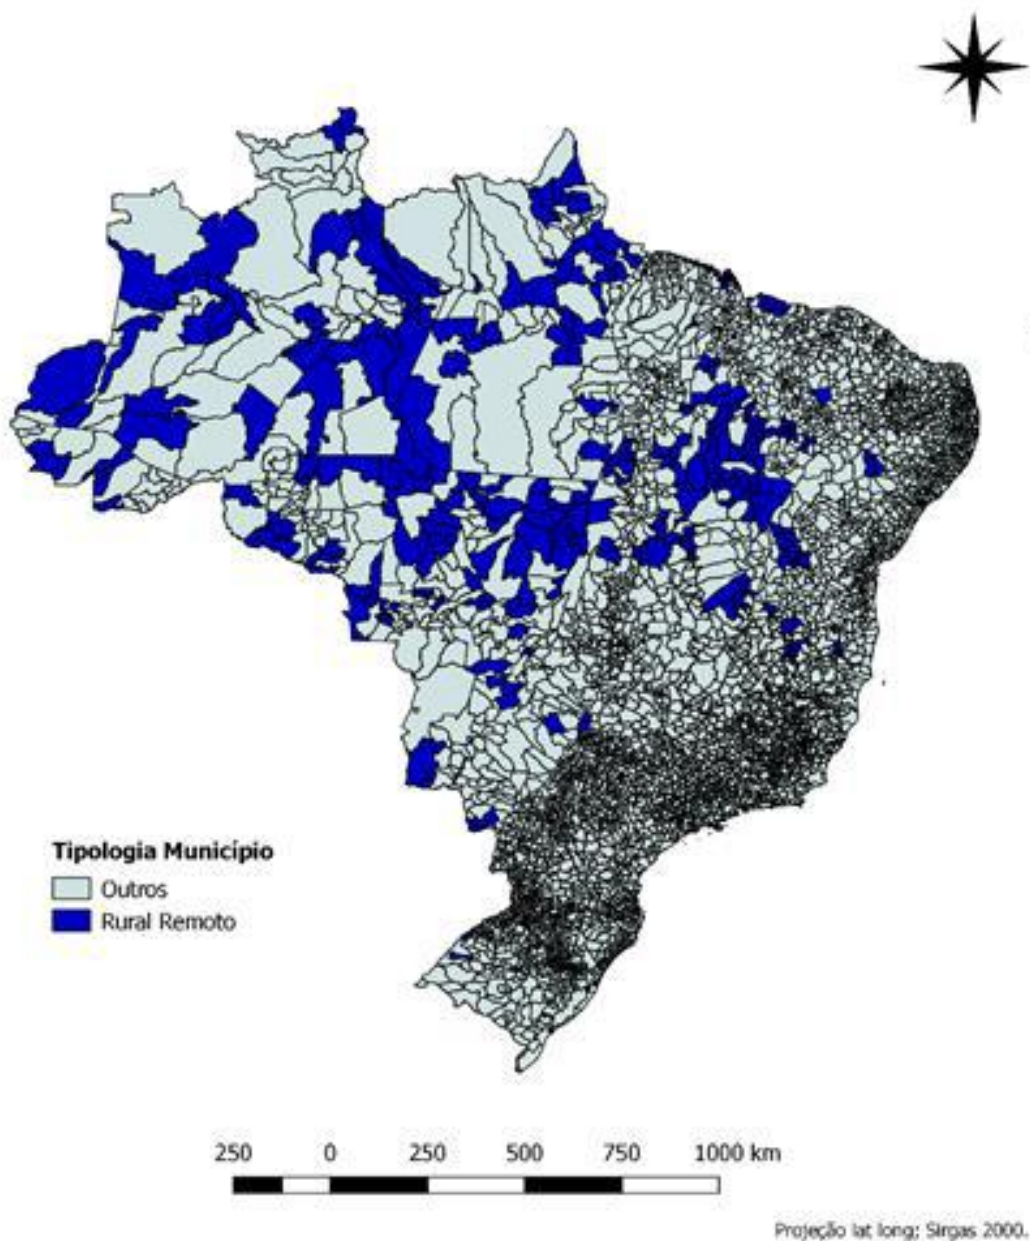 Tipologia Município
Outros
Rural Remoto
250 0 250 500 750 1000 km
Projeção lat long; Sirgas 2000.